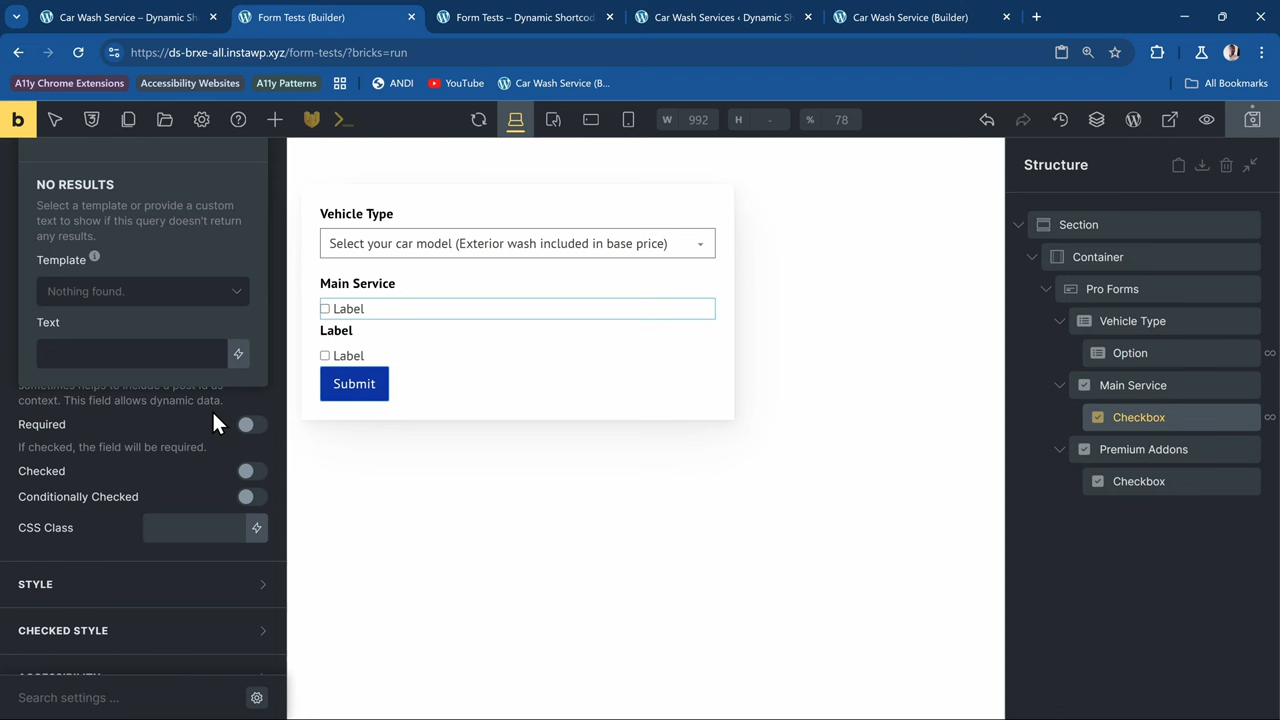 Car Wash Service – Dynamic Sh
Form Tests (Builder)
Form Tests – Dynamic Shortcod
Car Wash Services ‹ Dynamic Sh
Car Wash Service (Builder)
https://ds-brxe-all.instawp.xyz/form-tests/?bricks=run
A11y Chrome Extensions
Accessibility Websites
A11y Patterns
ANDI
YouTube
Car Wash Service (B...
All Bookmarks
b
W 992
H -
% 78
NO RESULTS
Select a template or provide a custom
text to show if this query doesn't return
any results.
Template
Nothing found.
Text
sometimes helps to include a post id as
context. This field allows dynamic data.
Required
If checked, the field will be required.
Checked
Conditionally Checked
CSS Class
STYLE
CHECKED STYLE
ACCESSIBILITY
Search settings ...
Vehicle Type
Select your car model (Exterior wash included in base price)
Main Service
Label
Label
Label
Submit
Structure
Section
Container
Pro Forms
Vehicle Type
Option
Main Service
Checkbox
Premium Addons
Checkbox